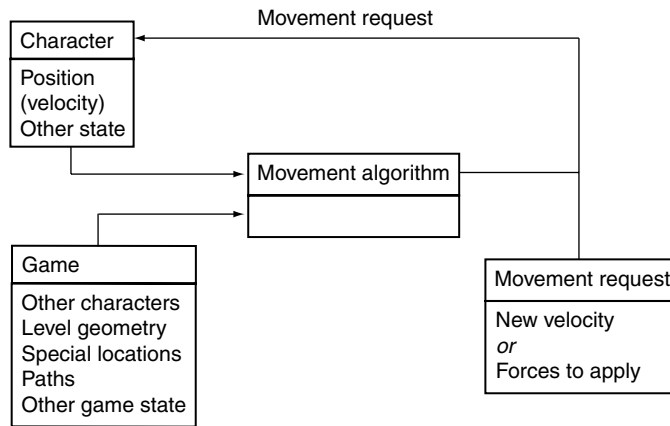 Movement request
Character
Position
(velocity)
Other state
Movement algorithm
Game
Other characters
Level geometry
Special locations
Paths
Other game state
Movement request
New velocity
or
Forces to apply